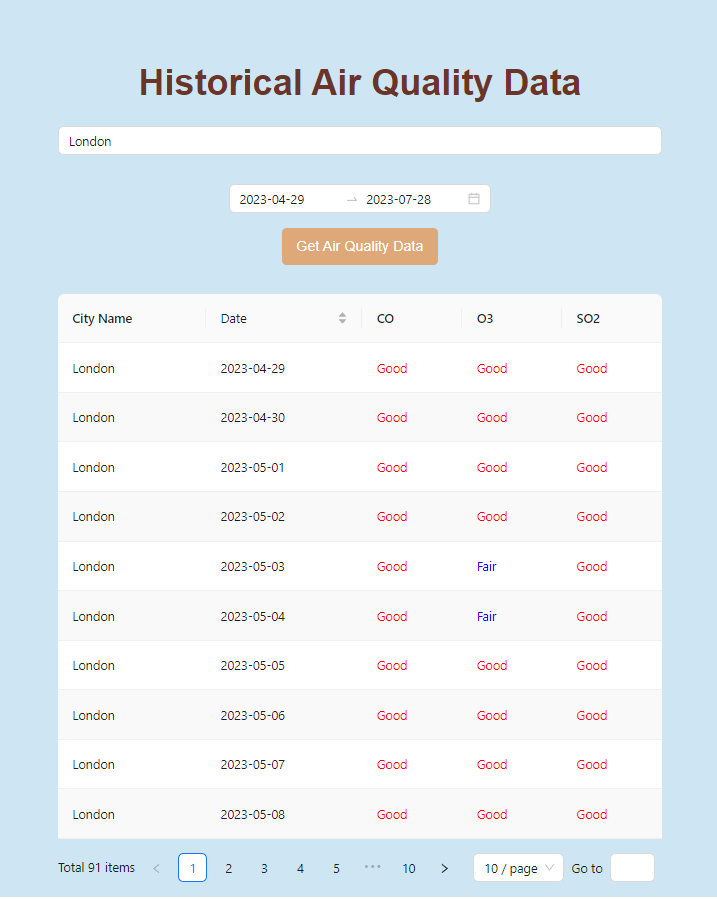 Historical Air Quality Data
London
2023-04-29 → 2023-07-28
Get Air Quality Data
City Name Date CO O3 SO2
London 2023-04-29 Good Good Good
London 2023-04-30 Good Good Good
London 2023-05-01 Good Good Good
London 2023-05-02 Good Good Good
London 2023-05-03 Good Fair Good
London 2023-05-04 Good Fair Good
London 2023-05-05 Good Good Good
London 2023-05-06 Good Good Good
London 2023-05-07 Good Good Good
London 2023-05-08 Good Good Good
Total 91 items < 1 2 3 4 5 ••• 10 > 10 / page Go to